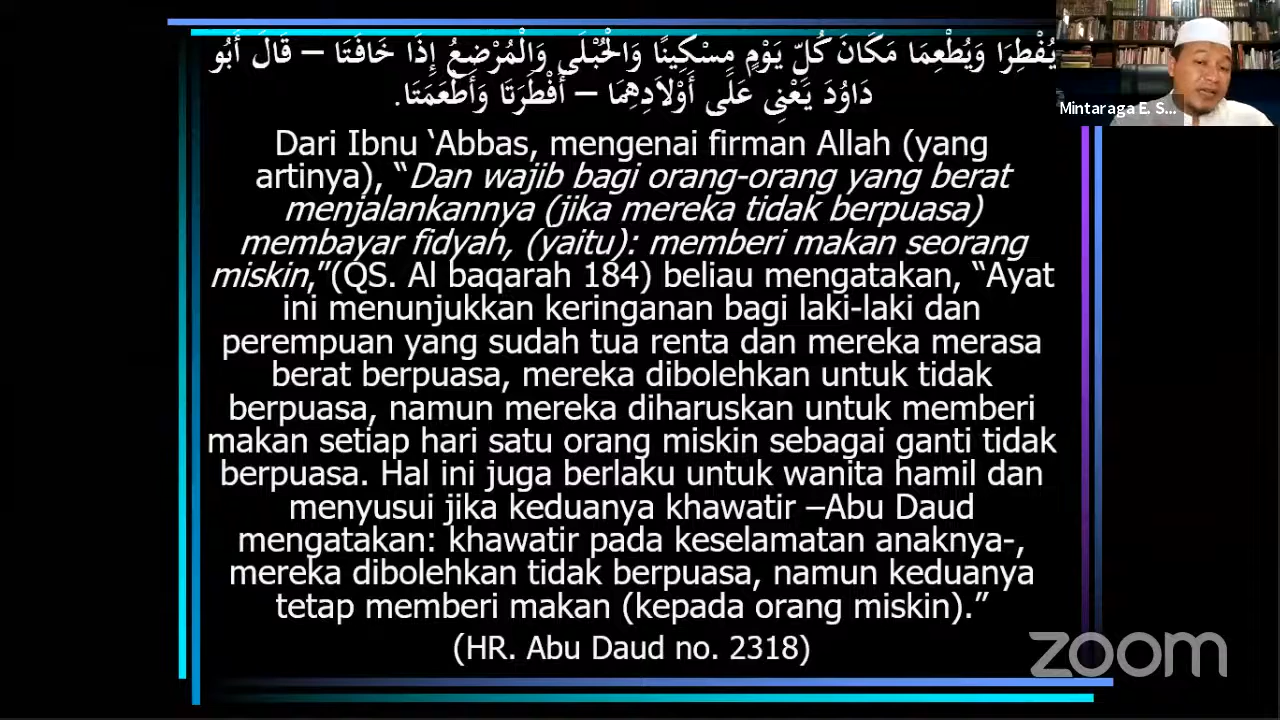 يُفْطِرَا وَيُطْعِمَا مَكَانَ كُلِّ يَوْمٍ مِسْكِينًا وَالْحُبْلَى وَالْمُرْضِعُ إِذَا خَافَتَا – قَالَ أَبُو
دَاوُدَ يَعْنِى عَلَى أَوْلاَدِهِمَا – أَفْطَرَتَا وَأَطْعَمَتَا.
Mintaraga E. S...
Dari Ibnu ‘Abbas, mengenai firman Allah (yang
artinya), “Dan wajib bagi orang-orang yang berat
menjalankannya (jika mereka tidak berpuasa)
membayar fidyah, (yaitu): memberi makan seorang
miskin,”(QS. Al baqarah 184) beliau mengatakan, “Ayat
ini menunjukkan keringanan bagi laki-laki dan
perempuan yang sudah tua renta dan mereka merasa
berat berpuasa, mereka dibolehkan untuk tidak
berpuasa, namun mereka diharuskan untuk memberi
makan setiap hari satu orang miskin sebagai ganti tidak
berpuasa. Hal ini juga berlaku untuk wanita hamil dan
menyusui jika keduanya khawatir –Abu Daud
mengatakan: khawatir pada keselamatan anaknya-,
mereka dibolehkan tidak berpuasa, namun keduanya
tetap memberi makan (kepada orang miskin).”
(HR. Abu Daud no. 2318)
zoom